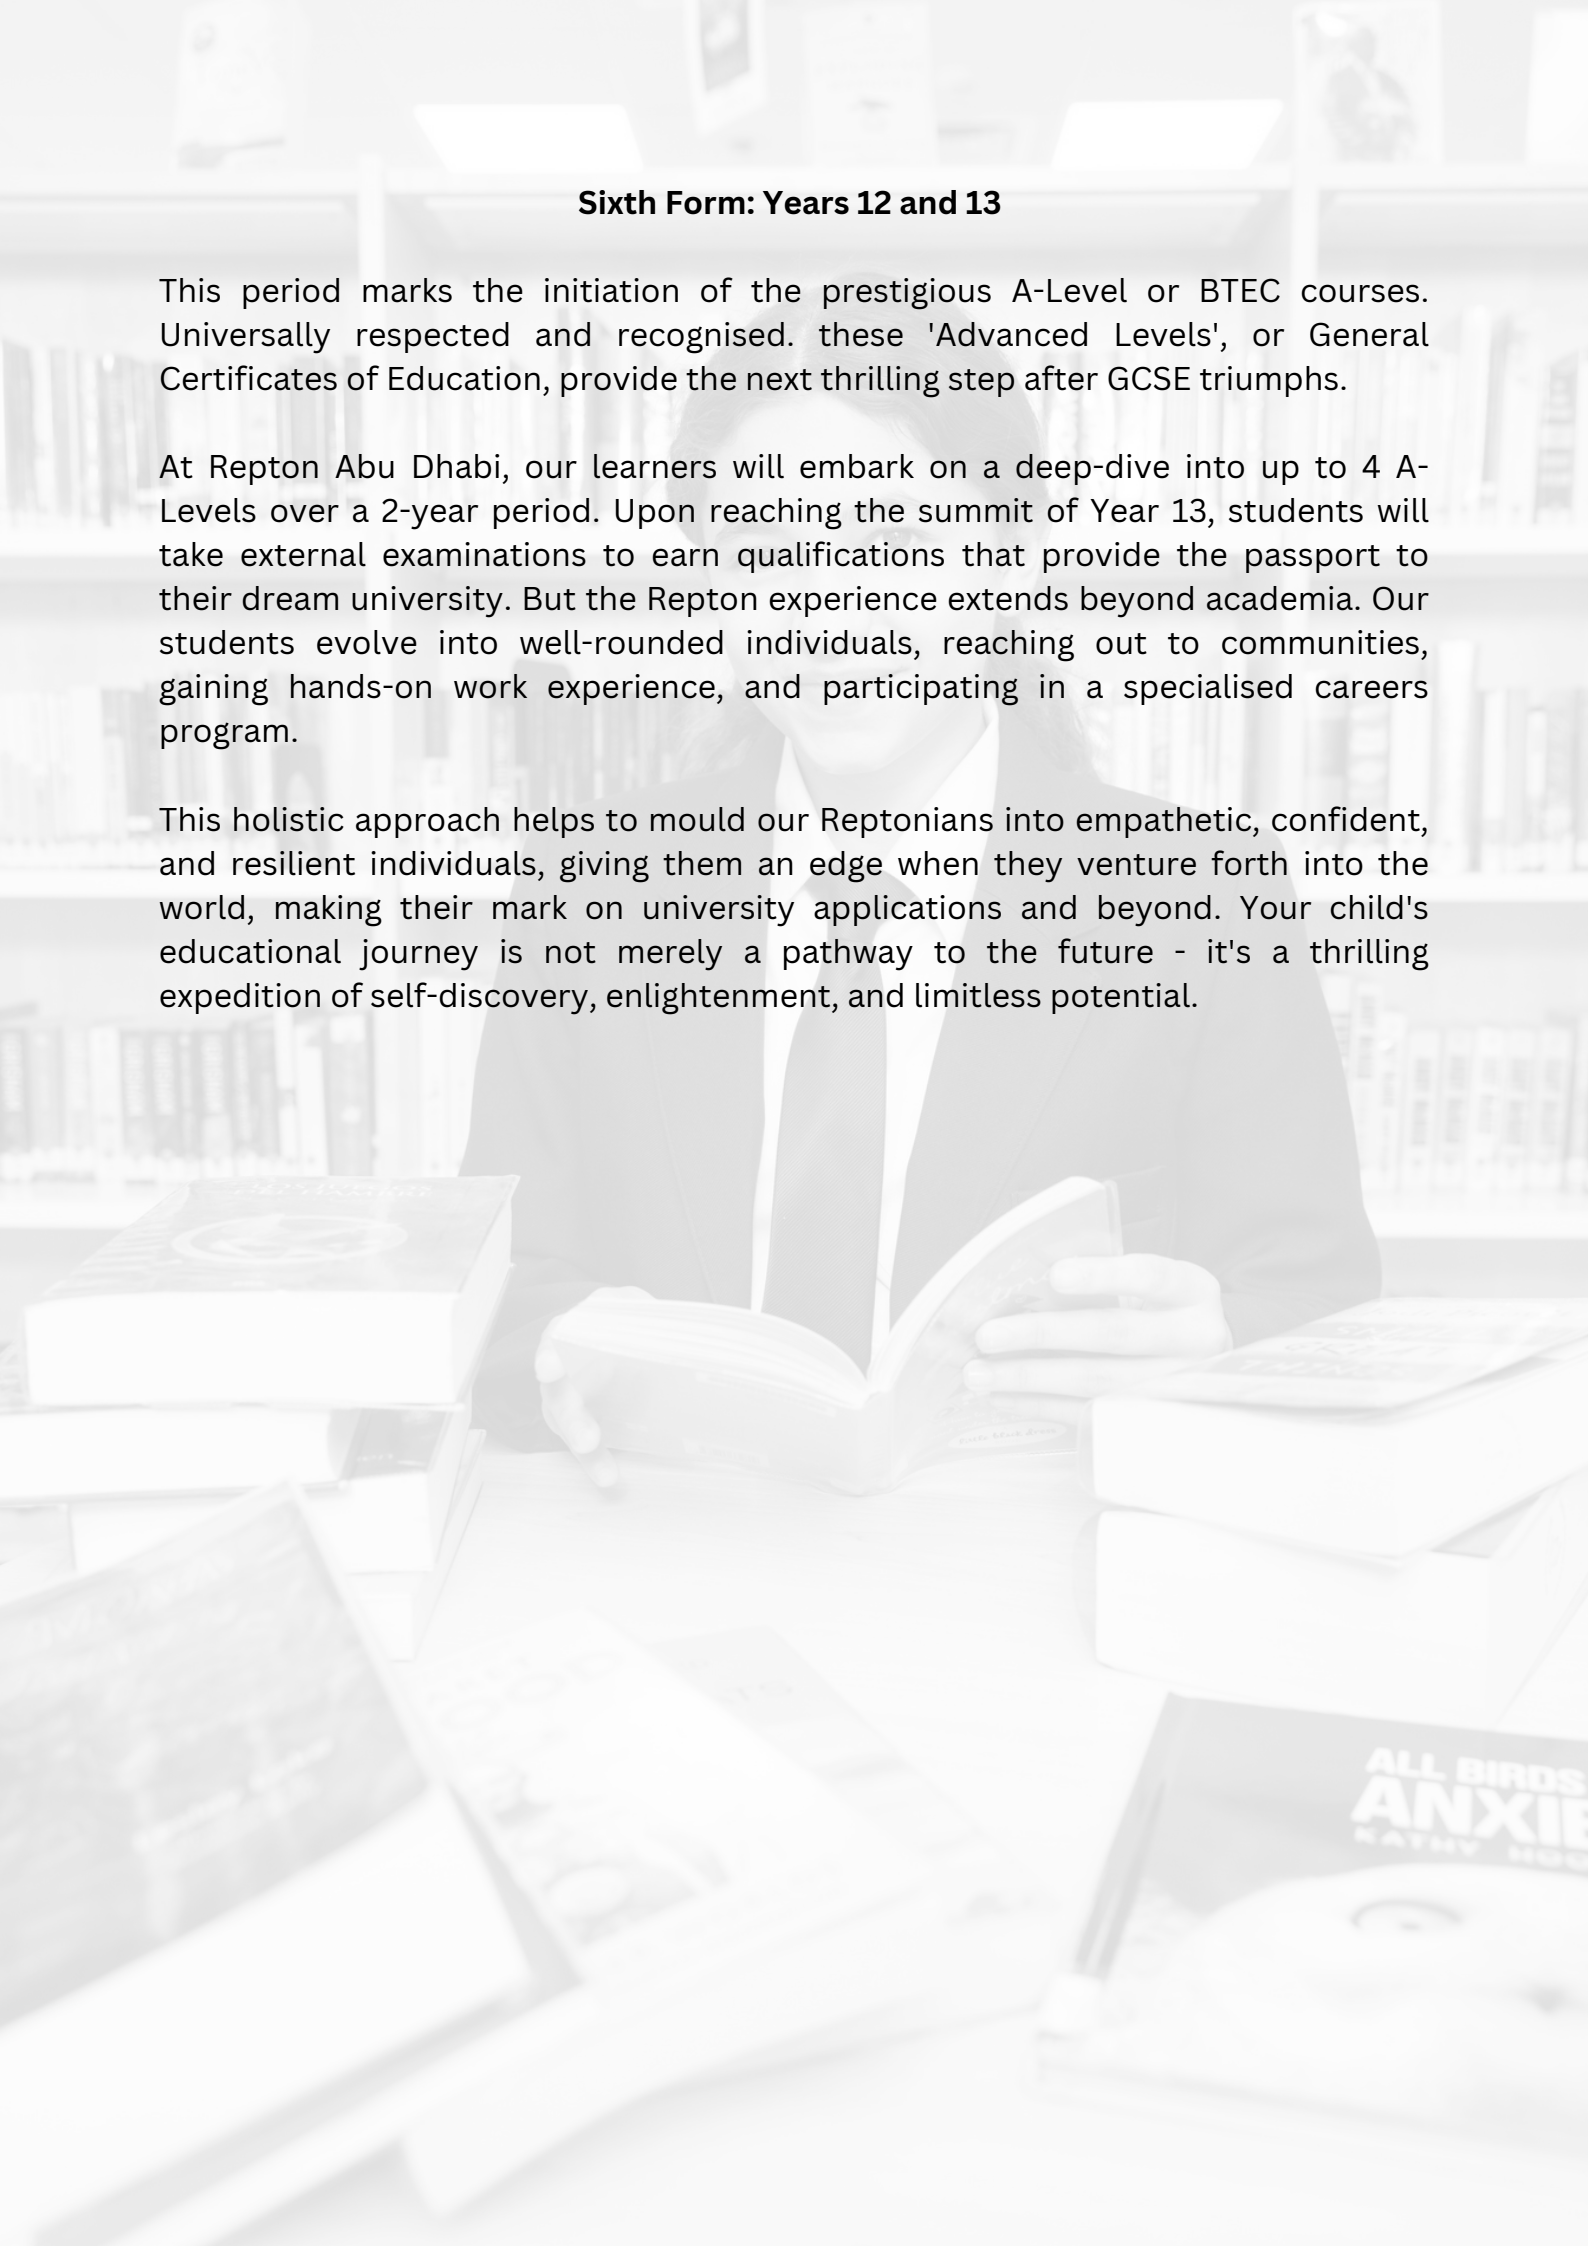 Sixth Form: Years 12 and 13
This period marks the initiation of the prestigious A-Level or BTEC courses.
Universally respected and recognised. these 'Advanced Levels', or General
Certificates of Education, provide the next thrilling step after GCSE triumphs.
At Repton Abu Dhabi, our learners will embark on a deep-dive into up to 4 A-
Levels over a 2-year period. Upon reaching the summit of Year 13, students will
take external examinations to earn qualifications that provide the passport to
their dream university. But the Repton experience extends beyond academia. Our
students evolve into well-rounded individuals, reaching out to communities,
gaining hands-on work experience, and participating in a specialised careers
program.
This holistic approach helps to mould our Reptonians into empathetic, confident,
and resilient individuals, giving them an edge when they venture forth into the
world, making their mark on university applications and beyond. Your child's
educational journey is not merely a pathway to the future - it's a thrilling
expedition of self-discovery, enlightenment, and limitless potential.
ALL BIRDS
ANXIE
KATHY HOO